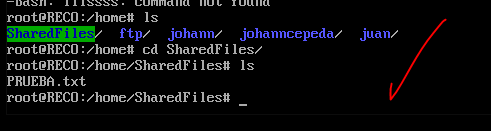 -bash: lllssss: command not found
root@RECO:/home# ls
SharedFiles/ ftp/ johann/ johanncepeda/ juan/
root@RECO:/home# cd SharedFiles/
root@RECO:/home/SharedFiles# ls
PRUEBA.txt
root@RECO:/home/SharedFiles# _